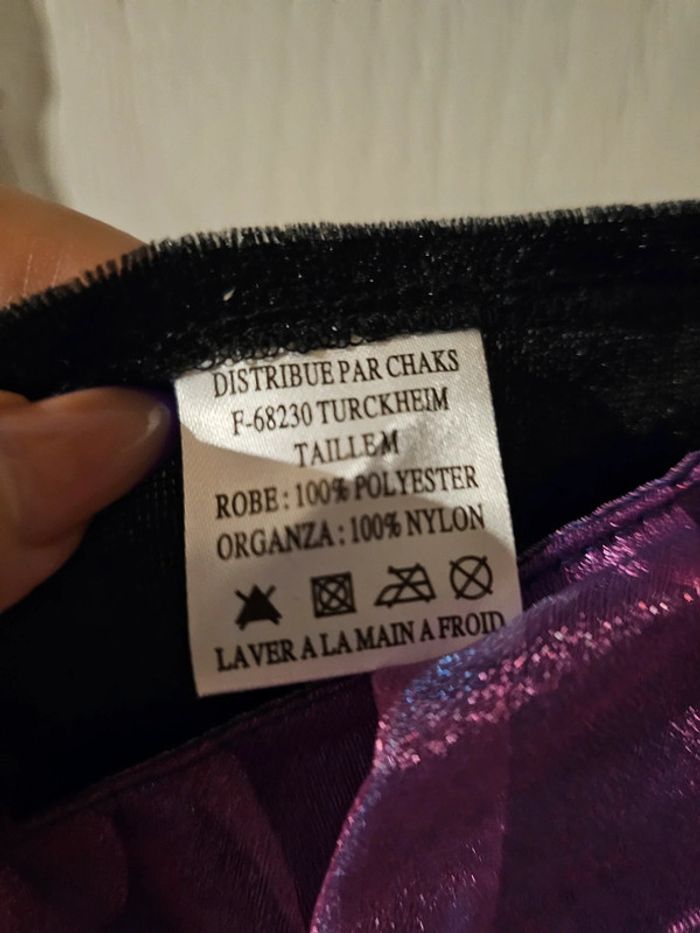 DISTRIBUE PAR CHAKS
F-68230 TURCKHEIM
TAILLE M
ROBE : 100% POLYESTER
ORGANZA : 100% NYLON
LAVER A LA MAIN A FROID